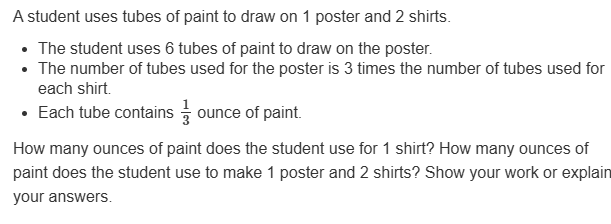 A student uses tubes of paint to draw on 1 poster and 2 shirts.
• The student uses 6 tubes of paint to draw on the poster.
• The number of tubes used for the poster is 3 times the number of tubes used for
each shirt.
• Each tube contains 1/3 ounce of paint.
How many ounces of paint does the student use for 1 shirt? How many ounces of
paint does the student use to make 1 poster and 2 shirts? Show your work or explain
your answers.